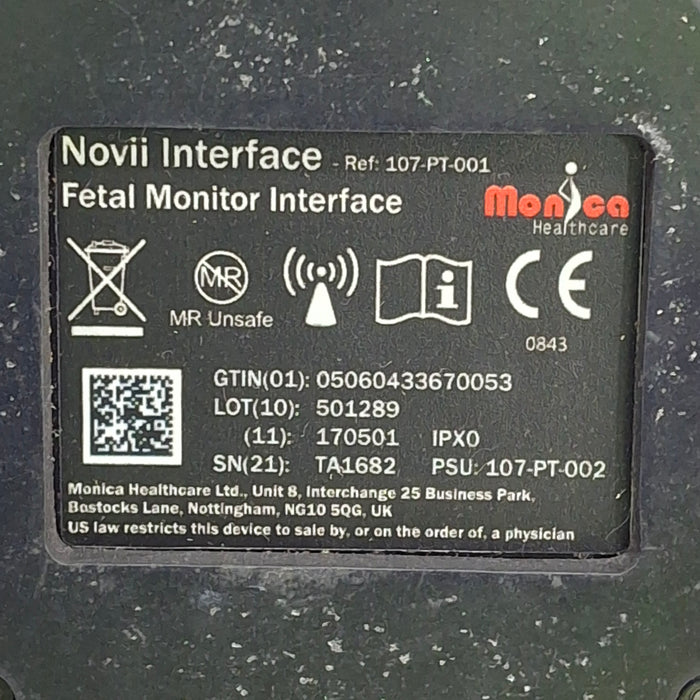 Novii Interface - Ref: 107-PT-001
Fetal Monitor Interface
Monica
Healthcare
MR
MR Unsafe
i
CE
0843
GTIN(01): 05060433670053
LOT(10): 501289
(11): 170501 IPX0
SN(21): TA1682 PSU: 107-PT-002
Monica Healthcare Ltd., Unit 8, Interchange 25 Business Park,
Bostocks Lane, Nottingham, NG10 5QG, UK
US law restricts this device to sale by, or on the order of, a physician